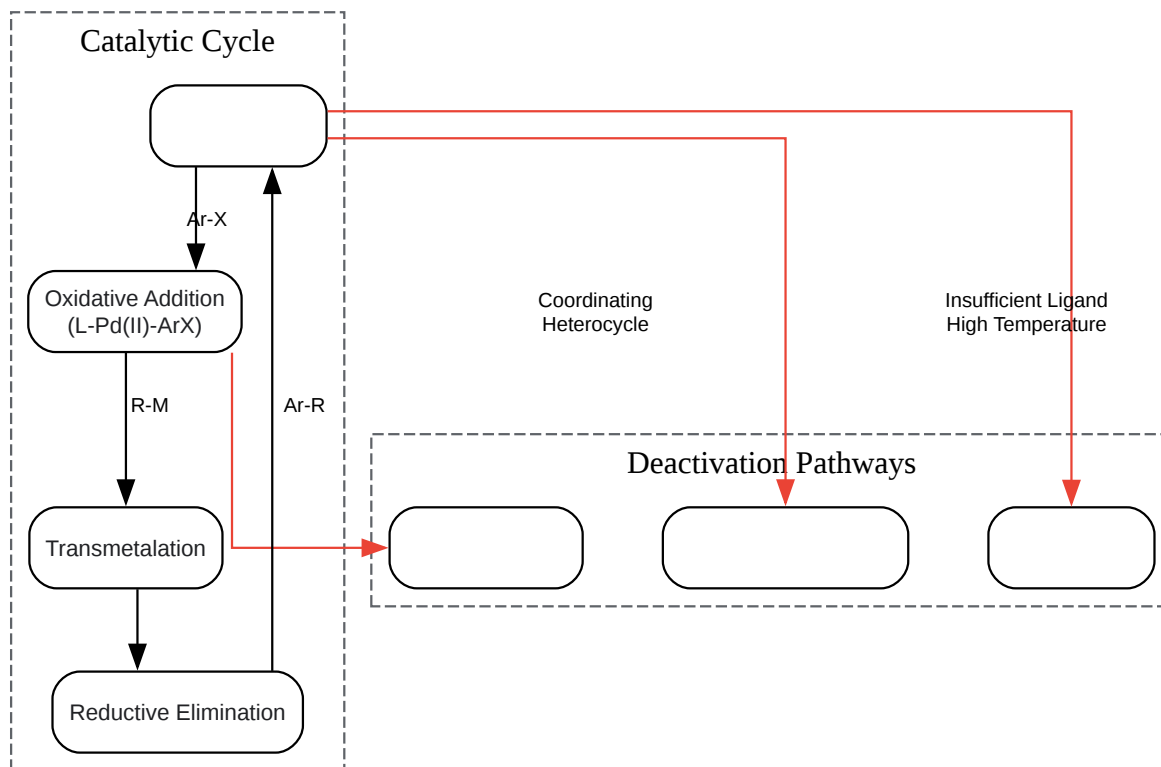 Catalytic Cycle
Ar-X
Oxidative Addition
(L-Pd(II)-ArX)
R-M
Ar-R
Transmetalation
Reductive Elimination
Coordinating
Heterocycle
Insufficient Ligand
High Temperature
Deactivation Pathways